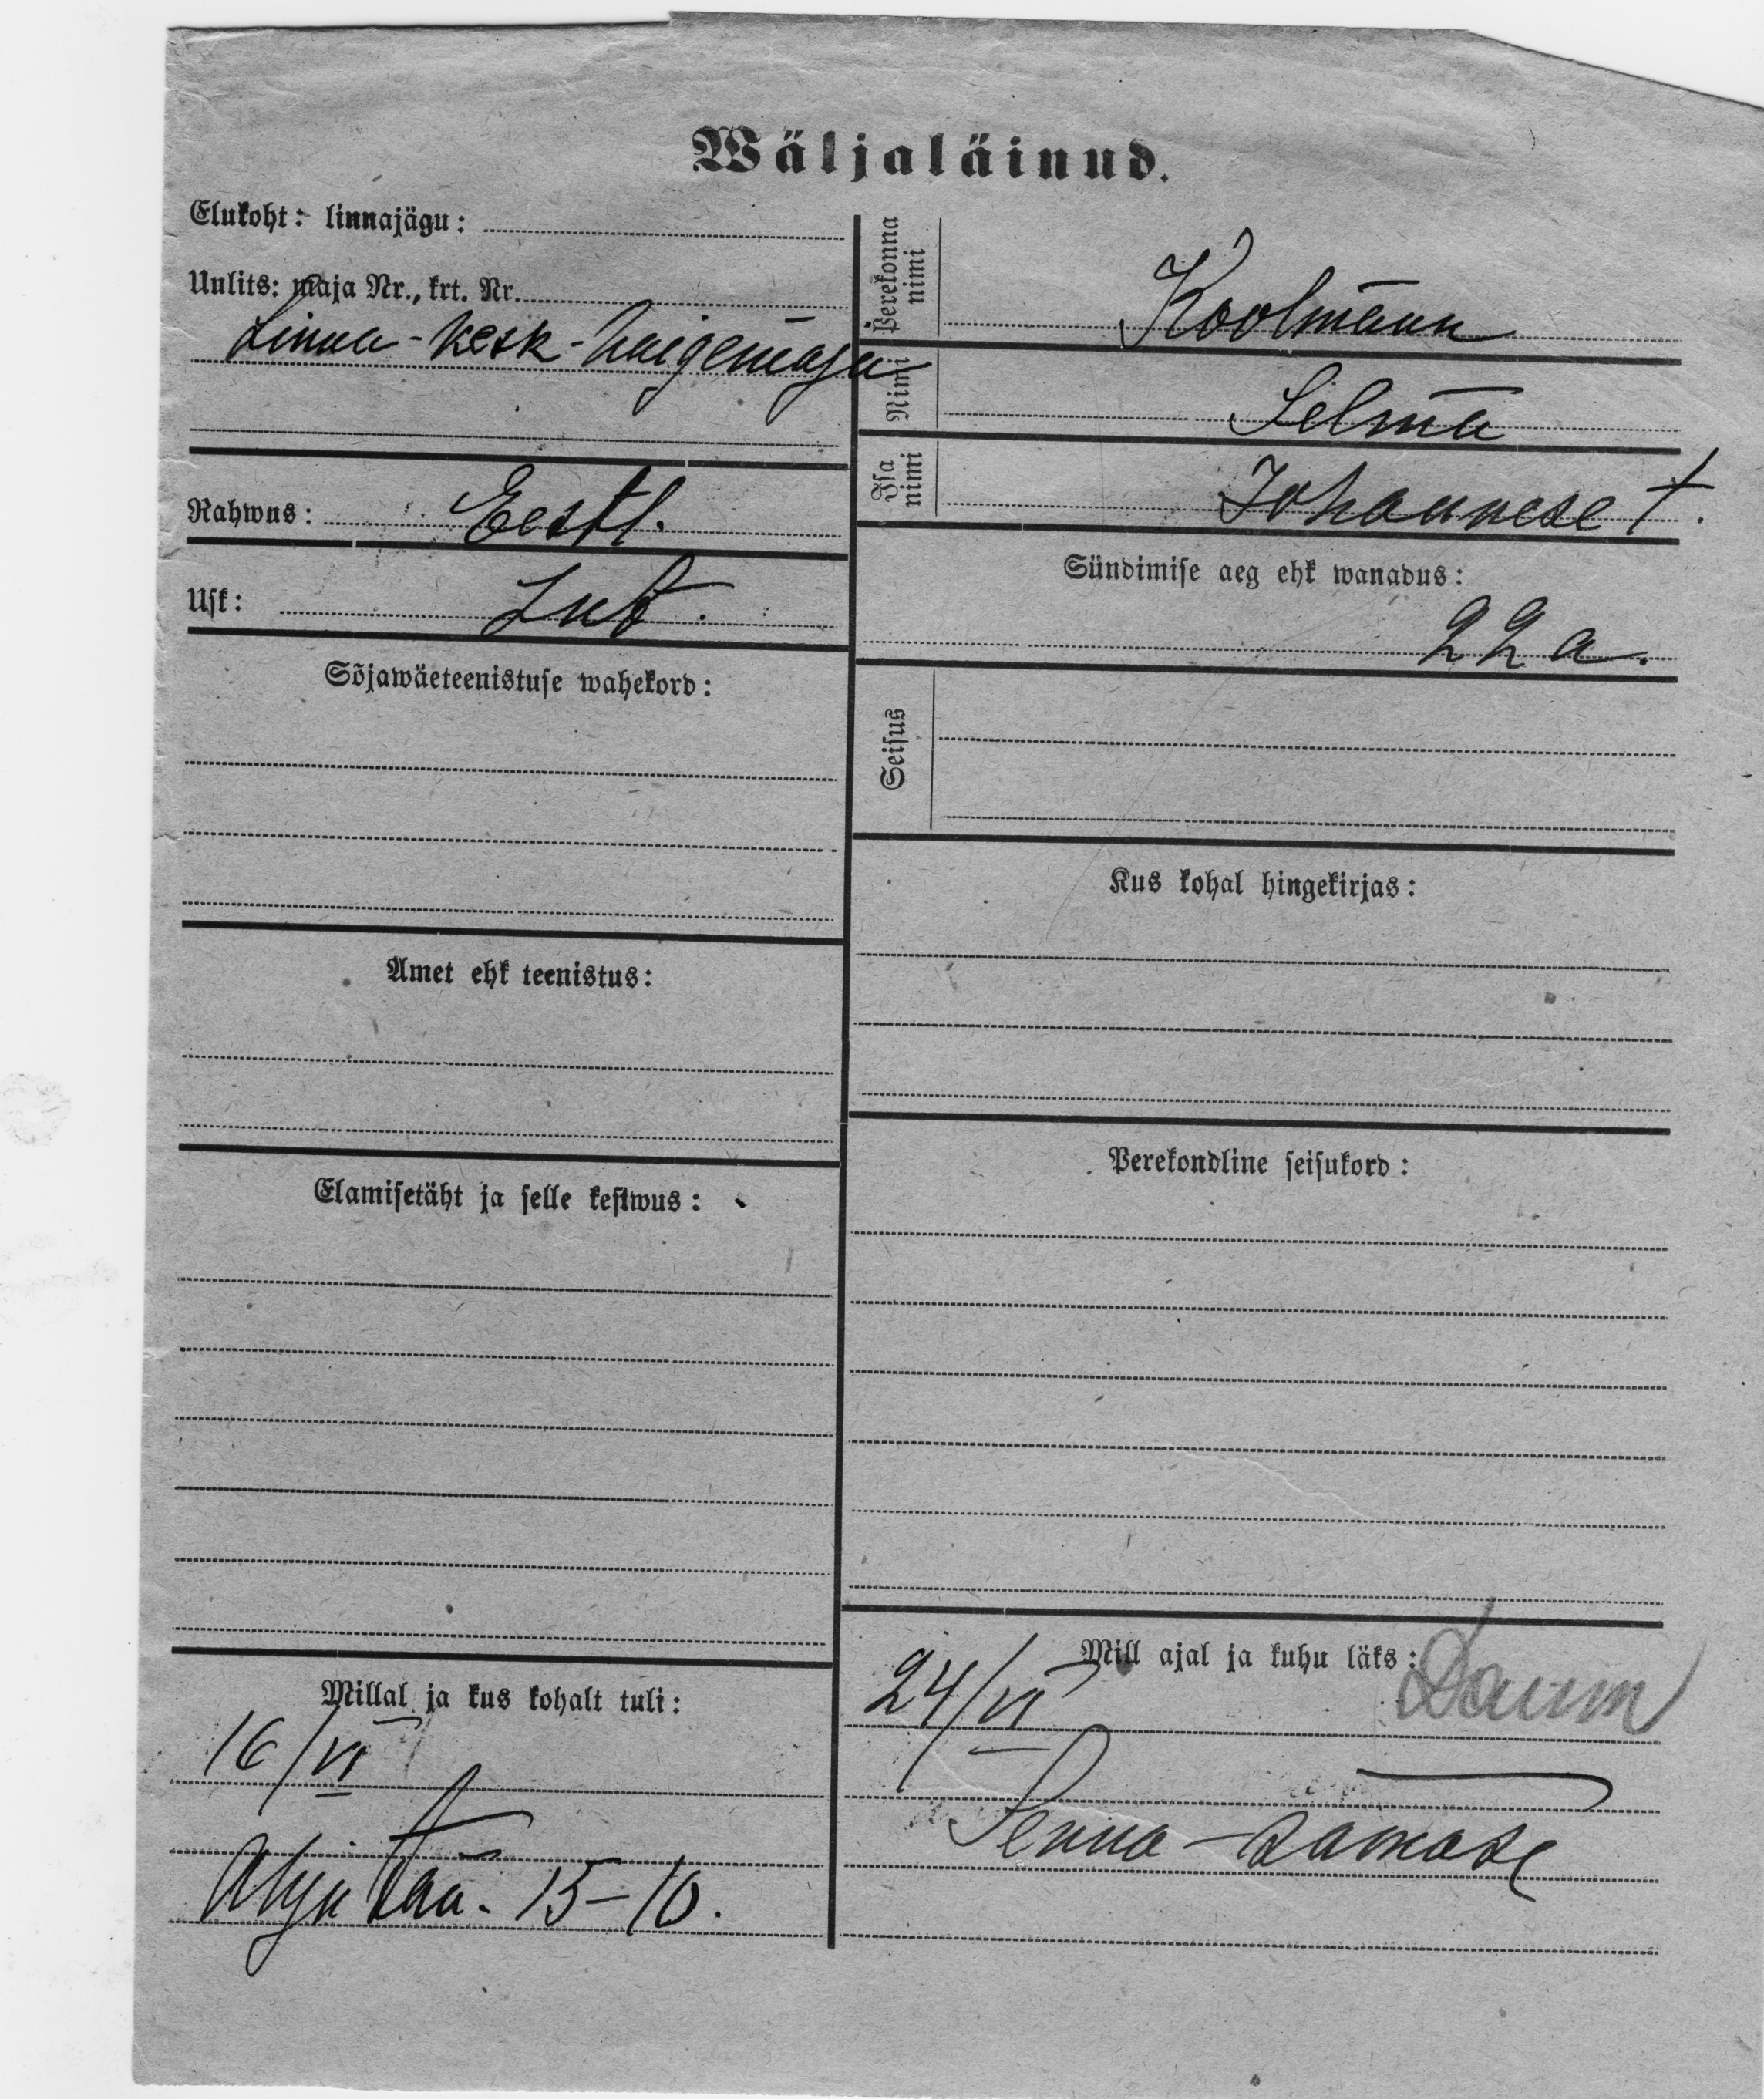 Wäljaläinud.
Elukoht: linnajägu:
Uulits: maja Nr., krt. Nr.
Linna-kesk-haigemaja
Rahwus: Eestl.
Usk: Lut.
Sõjawäeteenistuse wahekord:
Amet ehk teenistus:
Elamisetäht ja selle kestwus:
Millal ja kus kohalt tuli:
16/VI
15-10.
Perekonna nimi Koolmann
Nimi Selma
Isa nimi Johannese t.
Sündimise aeg ehk wanadus:
22 a.
Seisus
Kus kohal hingekirjas:
Perekondline seisukord:
Mill ajal ja kuhu läks:
24/VI
Senna-samase